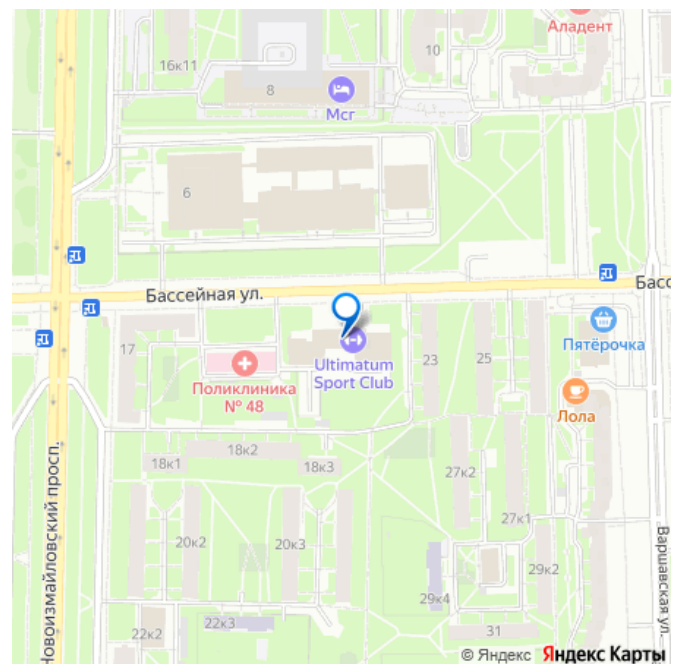 Аладент
10
16к11
8
Мсг
6
Бассейная ул.
Басс
17
Поликлиника
№ 48
Ultimatum
Sport Club
23
25
Пятёрочка
Лола
18к1
18к2
18к3
27к2
27к1
20к2
20к3
29к2
29к4
22к2
22к3
31
Новоизмайловский просп.
Варшавская ул.
© Яндекс Яндекс Карты